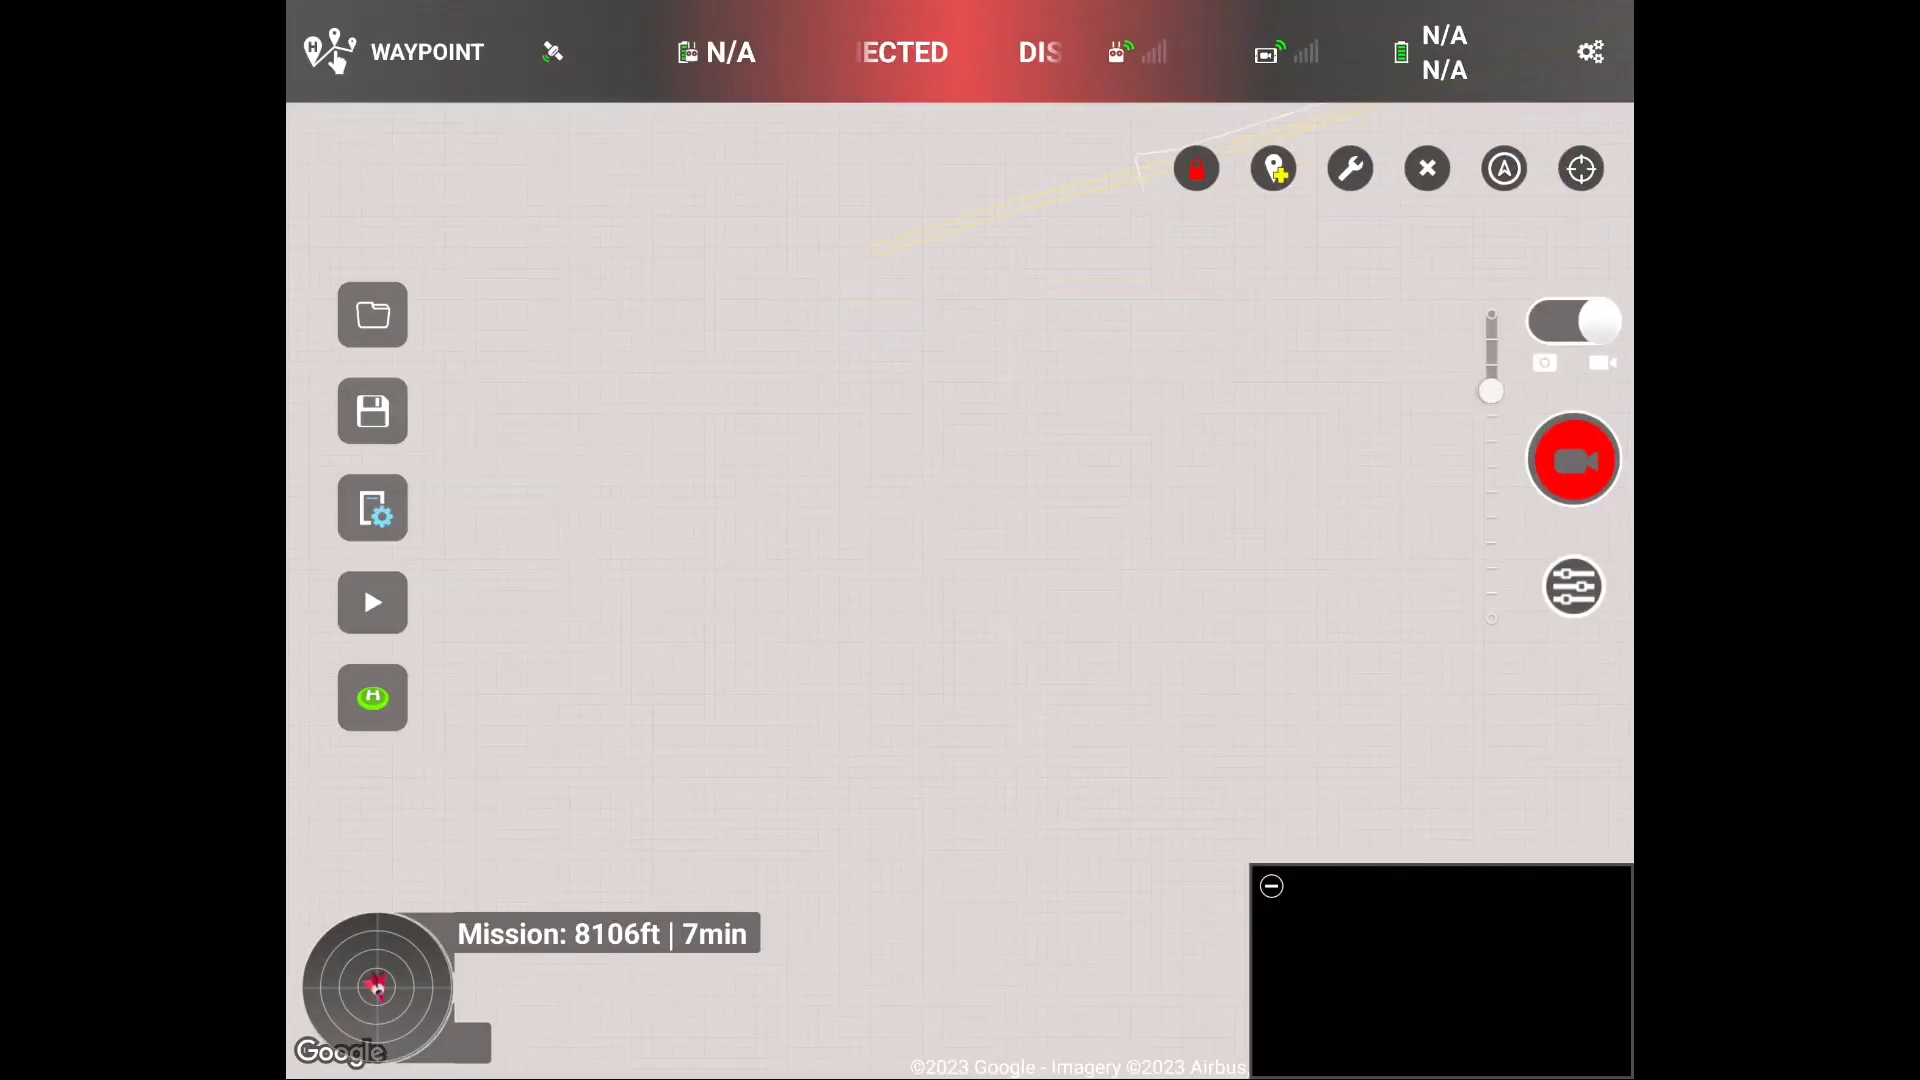 WAYPOINT
N/A
ECTED
DIS
N/A
N/A
Mission: 8106ft | 7min
Google
©2023 Google - Imagery ©2023 Airbus,